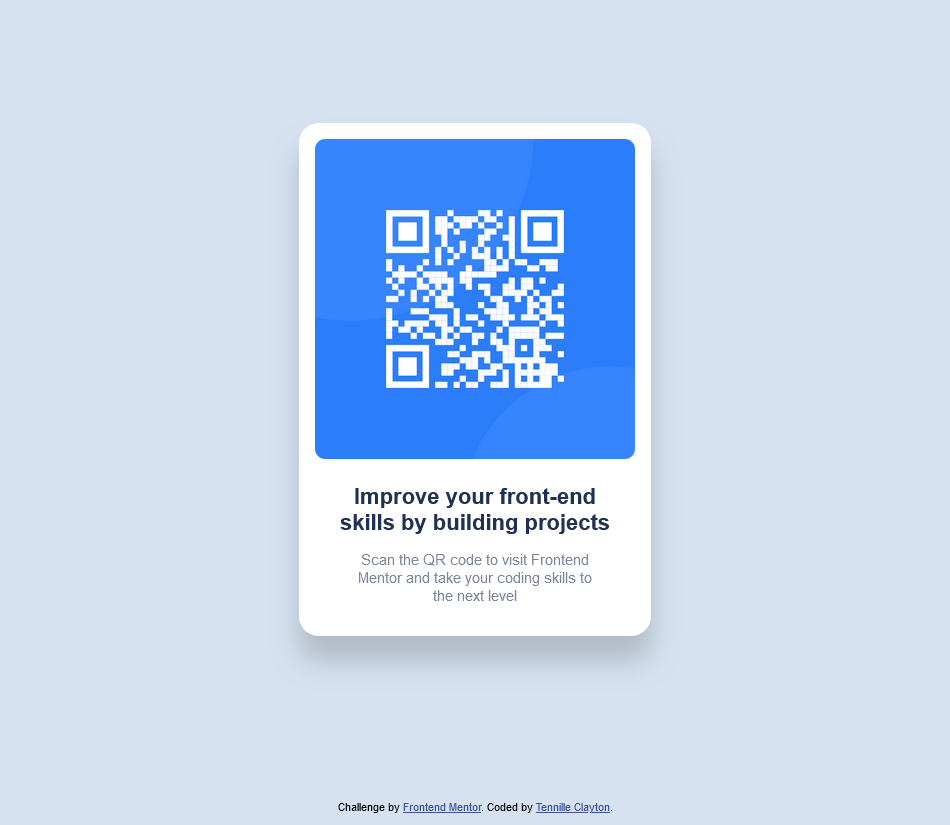 Improve your front-end
skills by building projects
Scan the QR code to visit Frontend
Mentor and take your coding skills to
the next level
Challenge by Frontend Mentor. Coded by Tennille Clayton.